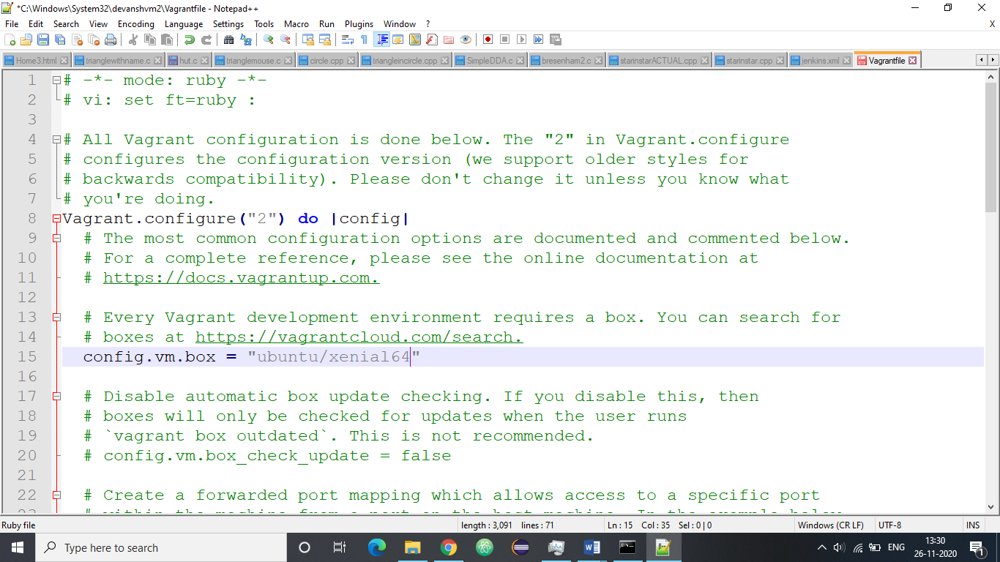 *C:\Windows\System32\devanshvm2\Vagrantfile - Notepad++
File Edit Search View Encoding Language Settings Tools Macro Run Plugins Window ? X
Home3.html trianglewithname.c hut.c trianglemouse.c circle.cpp triangleincircle.cpp SimpleDDA.c bresenham2.c starinstarACTUAL.cpp starinstar.cpp jenkins.xml Vagrantfile
1 # -*- mode: ruby -*-
2 # vi: set ft=ruby :
3
4 # All Vagrant configuration is done below. The "2" in Vagrant.configure
5 # configures the configuration version (we support older styles for
6 # backwards compatibility). Please don't change it unless you know what
7 # you're doing.
8 Vagrant.configure("2") do |config|
9 # The most common configuration options are documented and commented below.
10 # For a complete reference, please see the online documentation at
11 # https://docs.vagrantup.com.
12
13 # Every Vagrant development environment requires a box. You can search for
14 # boxes at https://vagrantcloud.com/search.
15 config.vm.box = "ubuntu/xenial64"
16
17 # Disable automatic box update checking. If you disable this, then
18 # boxes will only be checked for updates when the user runs
19 # `vagrant box outdated`. This is not recommended.
20 # config.vm.box_check_update = false
21
22 # Create a forwarded port mapping which allows access to a specific port
Ruby file length : 3,091 lines : 71 Ln : 15 Col : 35 Sel : 0 | 0 Windows (CR LF) UTF-8 INS
Type here to search ENG 13:30
26-11-2020 1